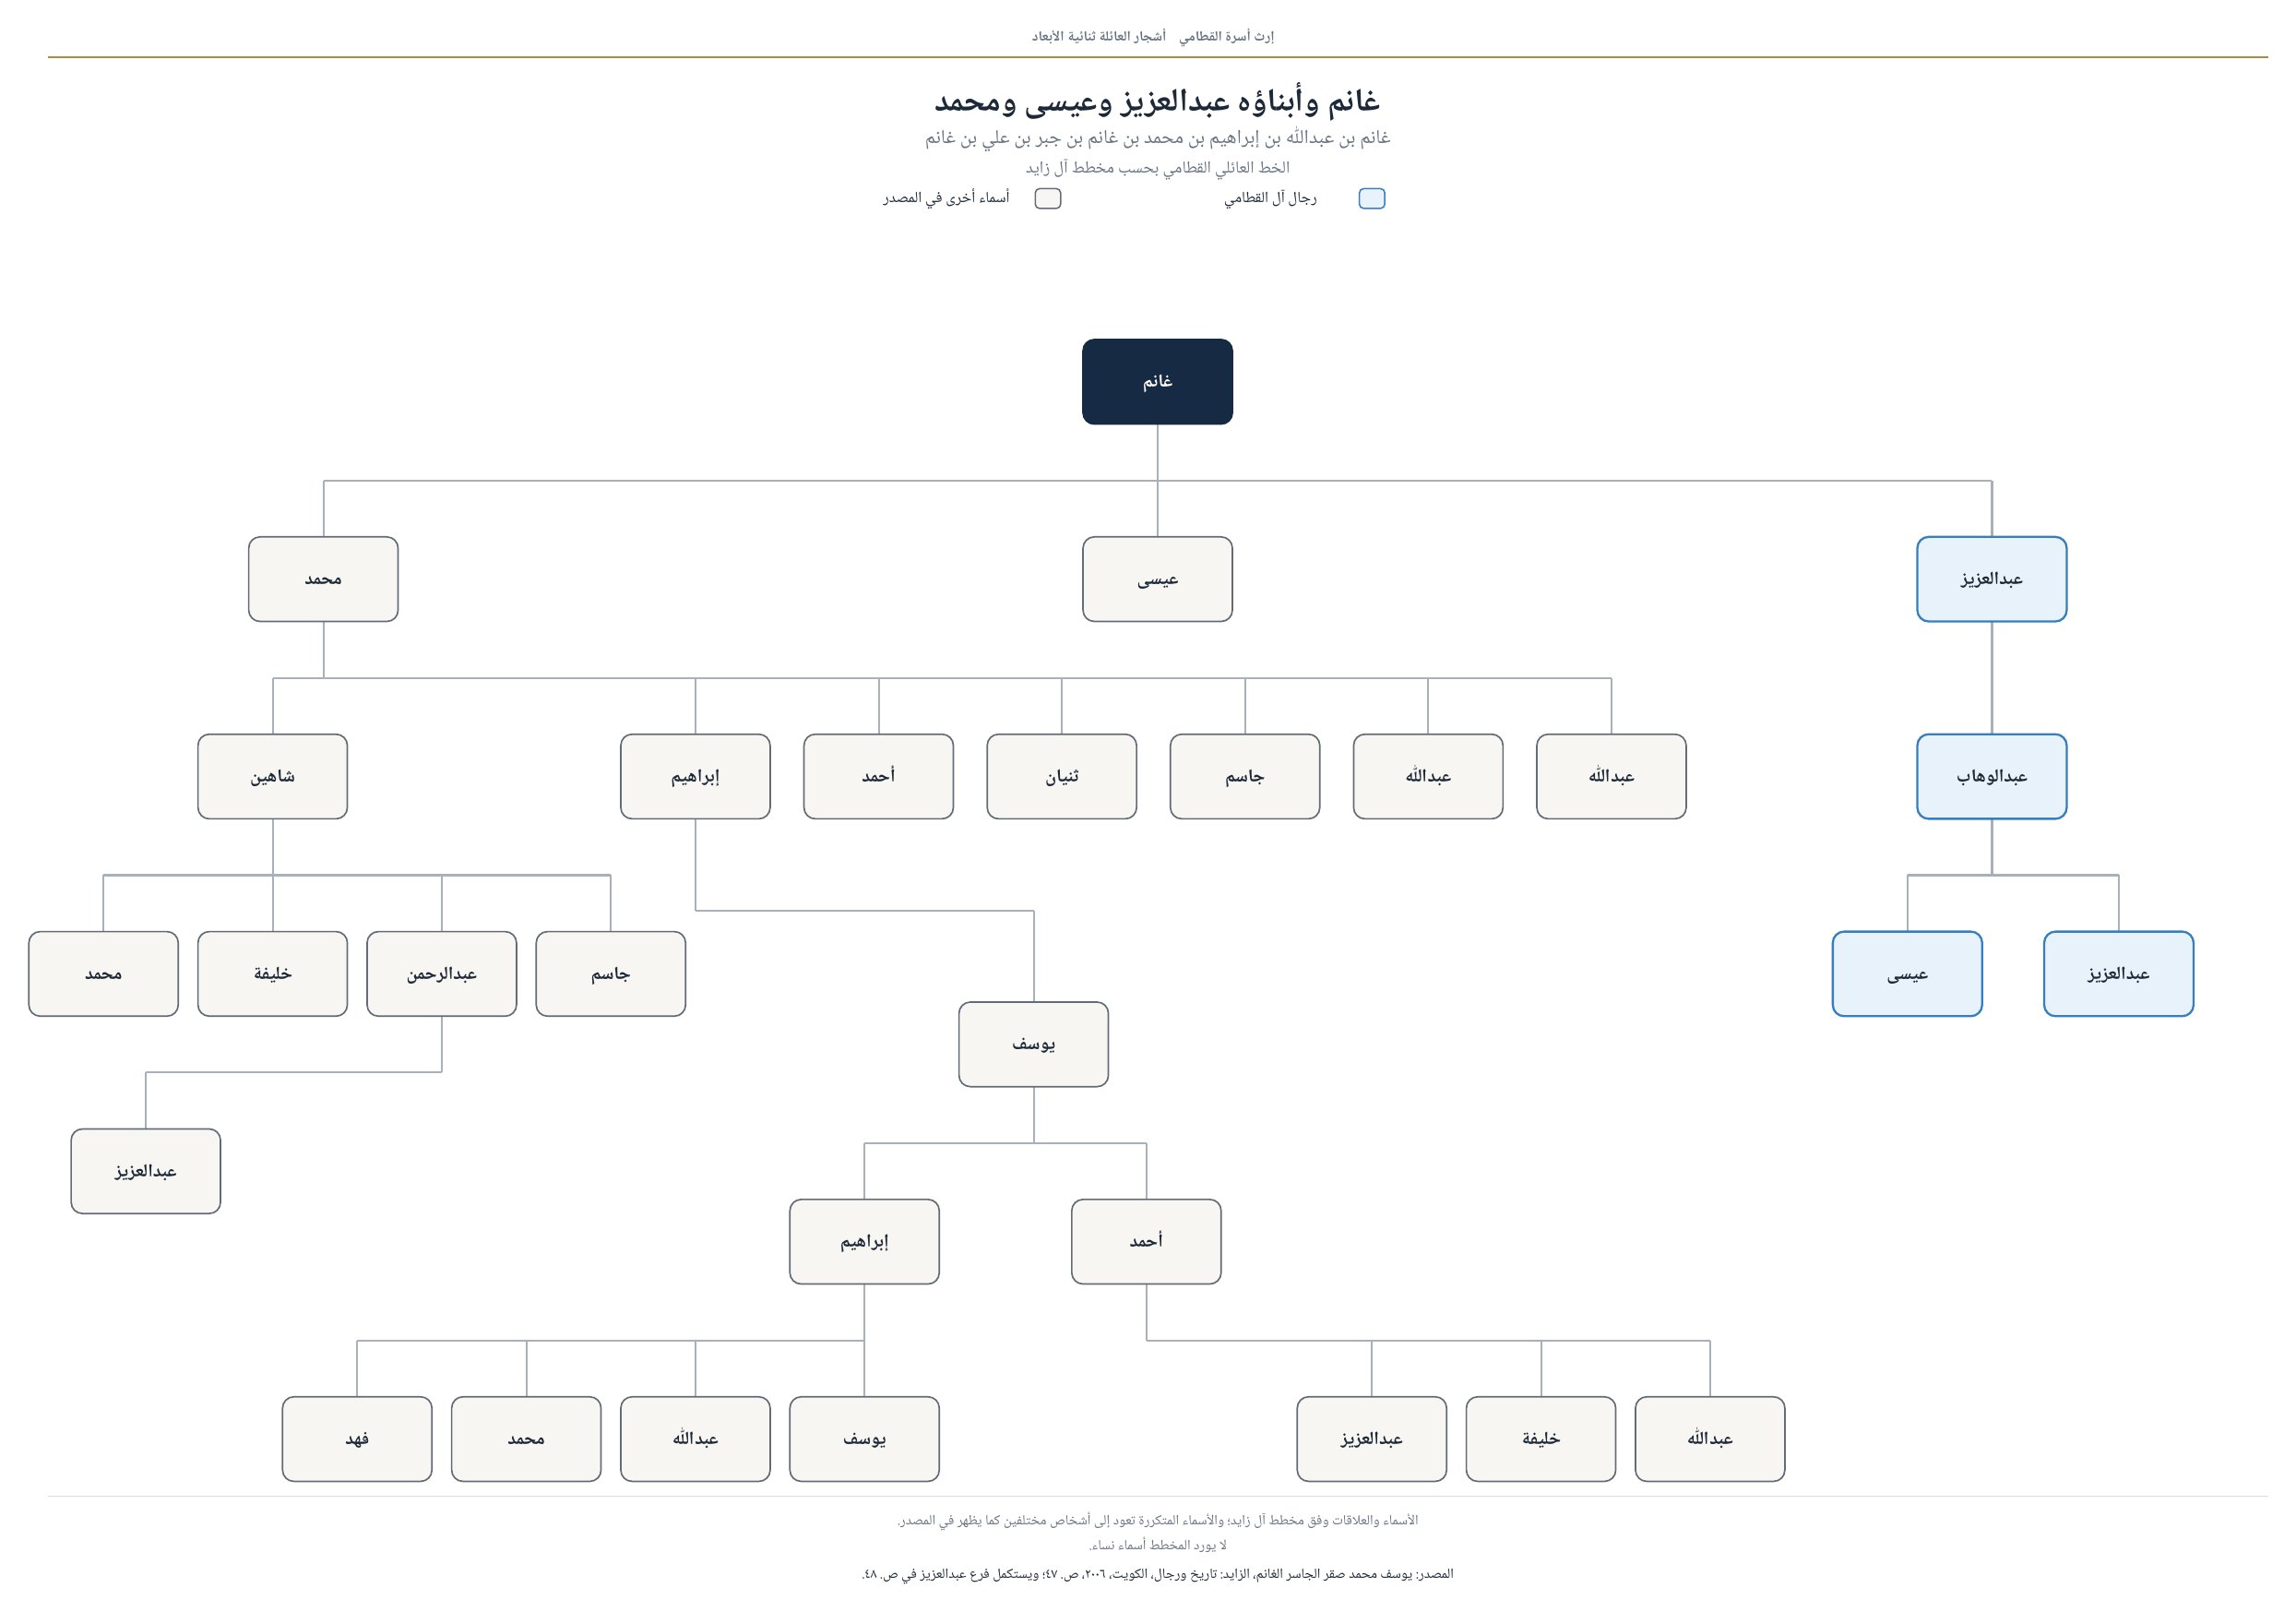 إرث أسرة القطامي أشجار العائلة ثنائية الأبعاد
غانم وأبناؤه عبدالعزيز وعيسى ومحمد
غانم بن عبدالله بن إبراهيم بن محمد بن غانم بن جبر بن علي بن غانم
الخط العائلي القطامي بحسب مخطط آل زايد
رجال آل القطامي أسماء أخرى في المصدر
غانم
عبدالعزيز عيسى محمد
عبدالوهاب عبدالله عبدالله جاسم ثنيان أحمد إبراهيم شاهين
عبدالعزيز عيسى جاسم عبدالرحمن خليفة محمد
يوسف
عبدالعزيز
أحمد إبراهيم
عبدالله خليفة عبدالعزيز يوسف عبدالله محمد فهد
الأسماء والعلاقات وفق مخطط آل زايد؛ والأسماء المتكررة تعود إلى أشخاص مختلفين كما يظهر في المصدر.
لا يورد المخطط أسماء نساء.
المصدر: يوسف محمد صقر الجاسر الغانم، الزايد: تاريخ ورجال، الكويت، ٢٠٠٦، ص. ٤٧؛ ويستكمل فرع عبدالعزيز في ص. ٤٨.